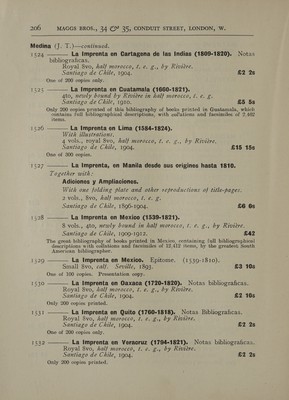 206 MAGGS BROS., 34 & 35, CONDUIT STREET, LONDON, W.
Medina (J. T.)—continued.
1524 ——— La Imprenta en Cartagena de las Indias (1809-1820). Notas
bibliograficas.
Royal 8vo, half morocco, t. e. g., by Rivière.
Santiago de Chile, 1904. £2 2s
One of 200 copies only.
1525 ——— La Imprenta en Guatamala (1660-1821).
4to, newly bound by Rivière in half morocco, t. e. g.
Santiago de Chile, 1910. £5 5s
Only 200 copies printed of this bibliography of books printed in Guatamala, which
contains full bibliographical descriptions, with collations and facsimiles of 2,462
items.
1526 ——— La Imprenta en Lima (1584-1824).
With illustrations.
4 vols., royal 8vo, half morocco, t. e. g., by Rivière.
Santiago de Chile, 1904. £15 15s
One of 300 copies.
1527 ——— La Imprenta, en Manila desde sus origines hasta 1810.
Together with:
Adicionss y Ampliaciones.
With one folding plate and other reproductions of title-pages.
2 vols., 8vo, half morocco, t. e. g.
Santiago de Chile, 1896-1904. £6 6s
1528 ——— La Imprenta en Mexico (1539-1821).
8 vols., 4to, newly bound in half morocco, t. e. g., by Rivière.
Santiago de Chile, 1909-1912. £42
The great bibliography of books printed in Mexico, containing full bibliographical
descriptions with collations and facsimiles of 12,412 items, by the greatest South
American bibliographer.
1529 ——— La Imprenta en Mexico. Epitome. (1539-1810).
Small 8vo, calf. Seville, 1893. £3 10s
One of 100 copies. Presentation copy.
1530 ——— La Imprenta en Oaxaca (1720-1820). Notas bibliograficas.
Royal 8vo, half morocco, t. e. g., by Rivière.
Santiago de Chile, 1904. £2 10s
Only 200 copies printed.
1531 ——— La Imprenta en Quito (1760-1818). Notas Bibliograficas.
Royal 8vo, half morocco, t. e. g., by Rivière.
Santiago de Chile, 1904. £2 2s
One of 200 copies only.
1532 ——— La Imprenta en Veracruz (1794-1821). Notas bibliograficas.
Royal 8vo, half morocco, t. e. g., by Rivière.
Santiago de Chile, 1904. £2 2s
Only 200 copies printed.